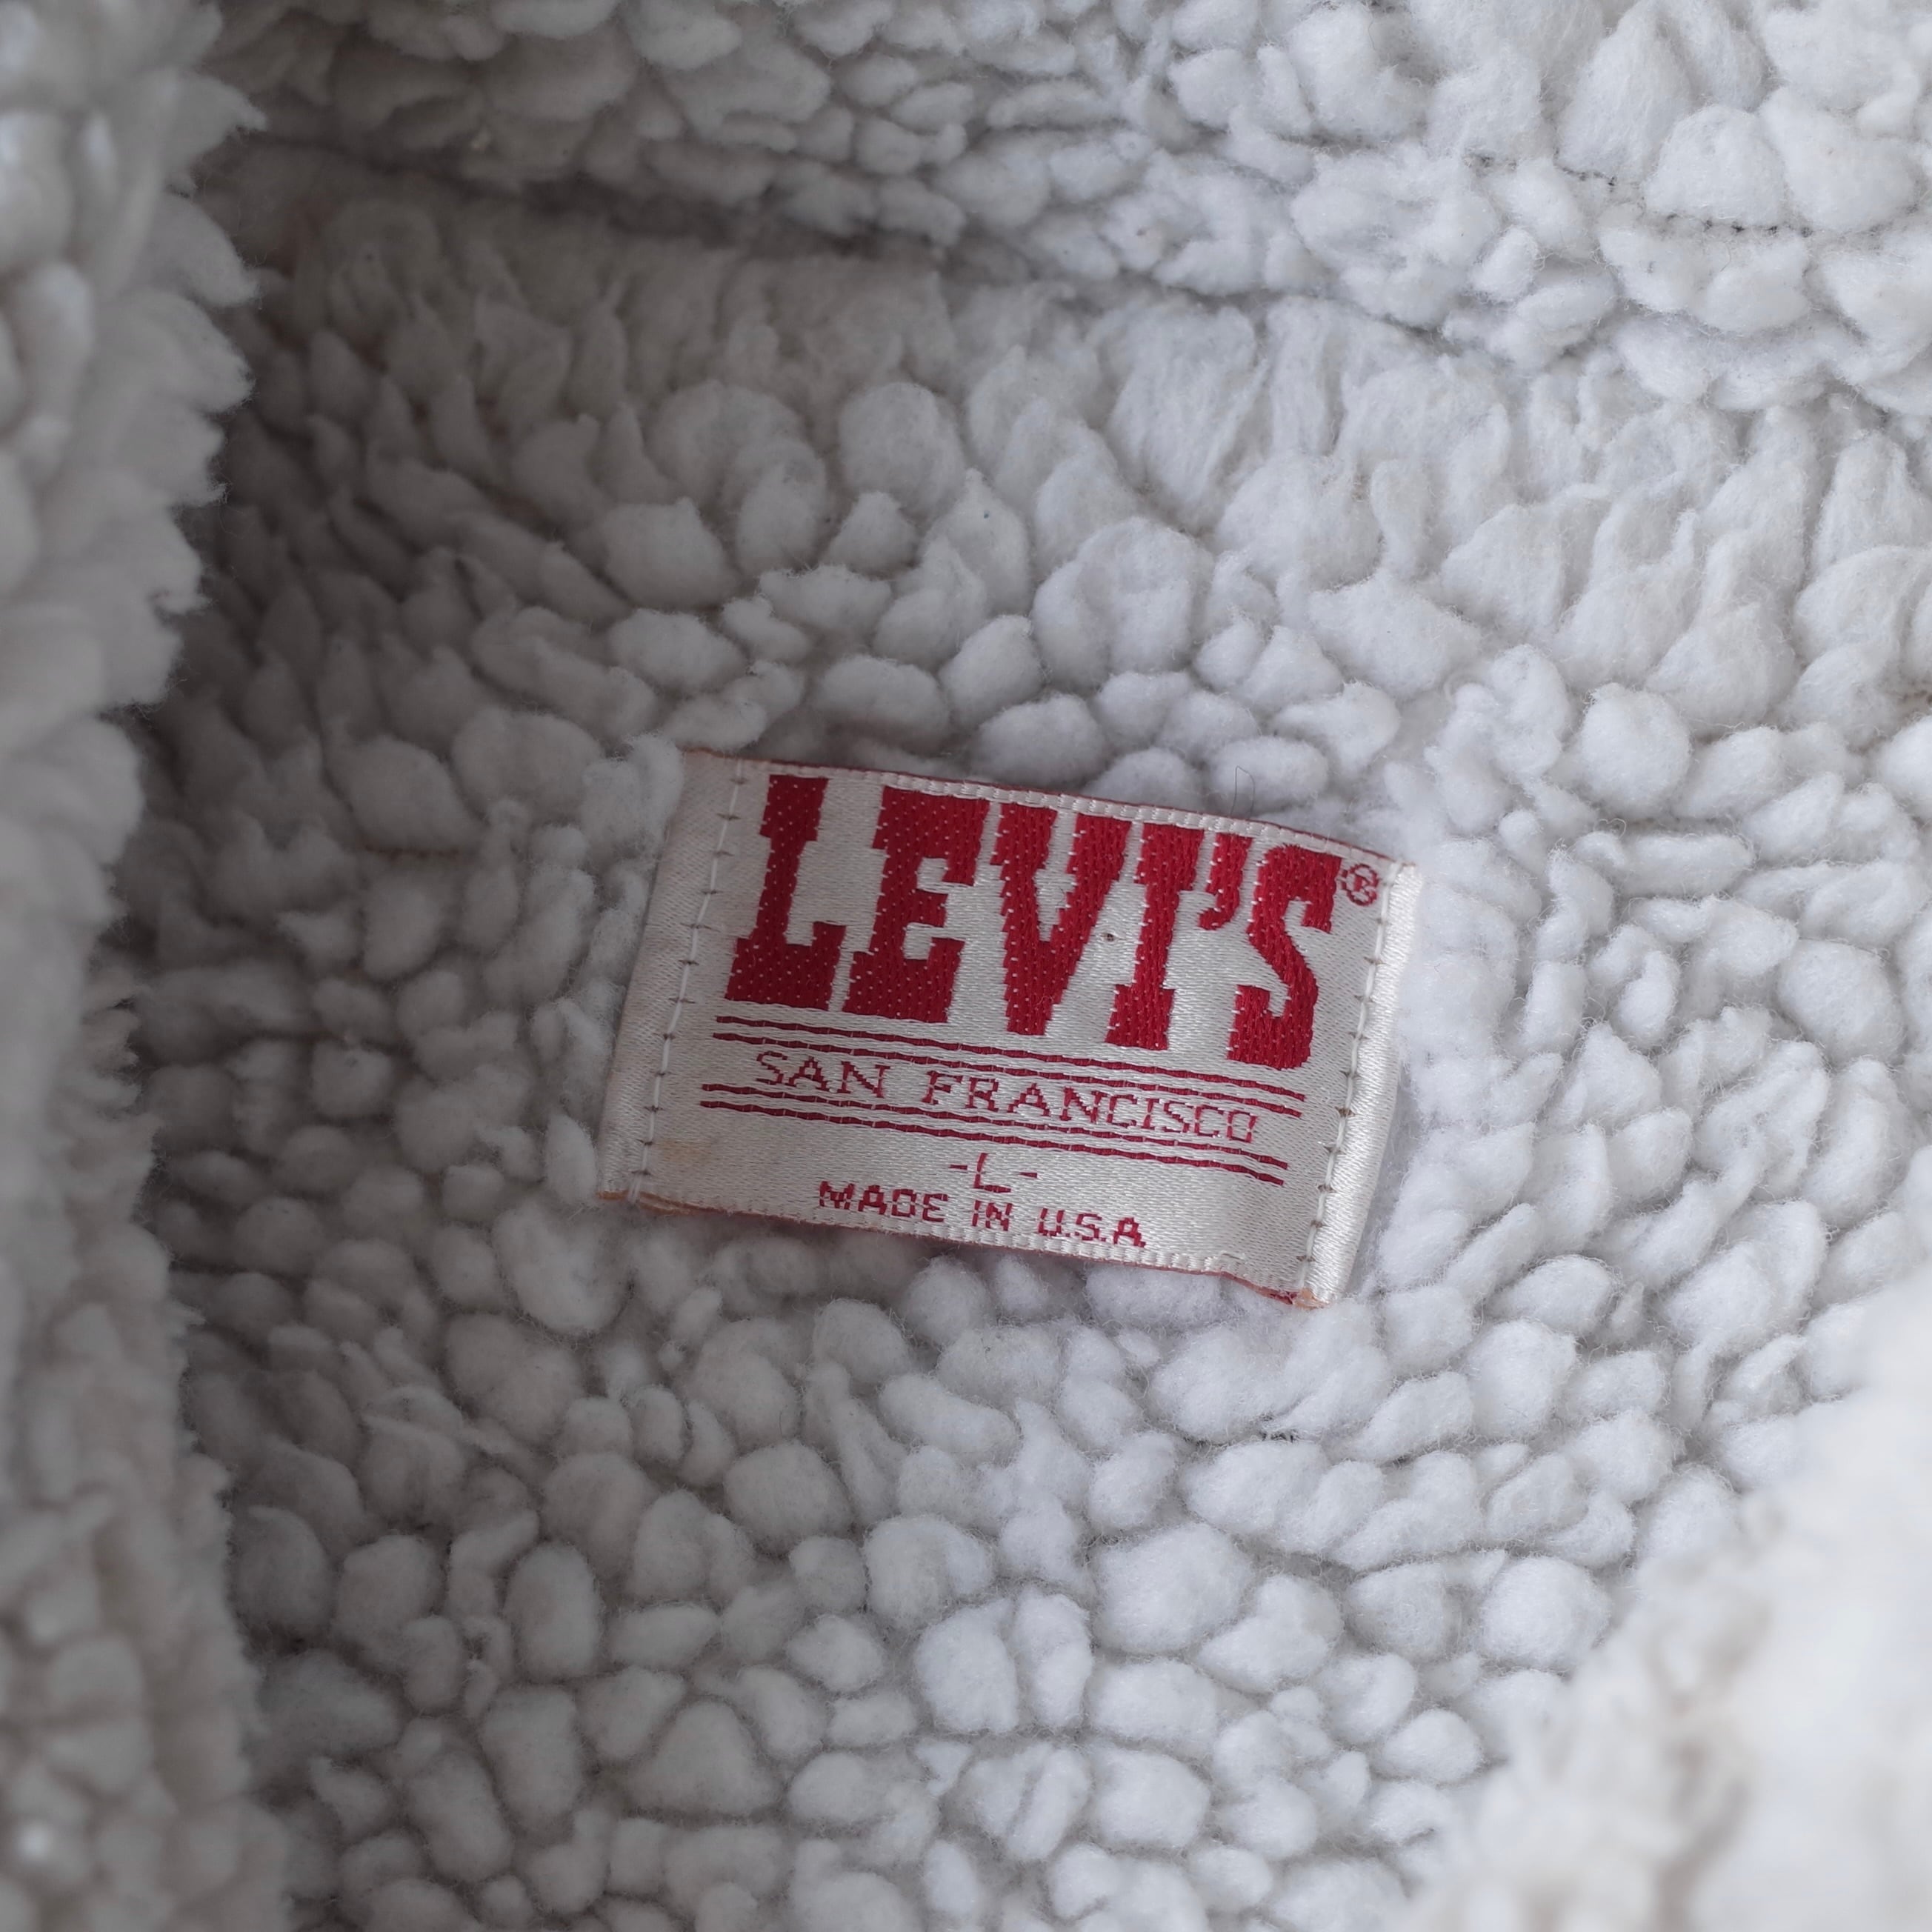 LEVI'S®
SAN FRANCISCO
-L-
MADE IN U.S.A.